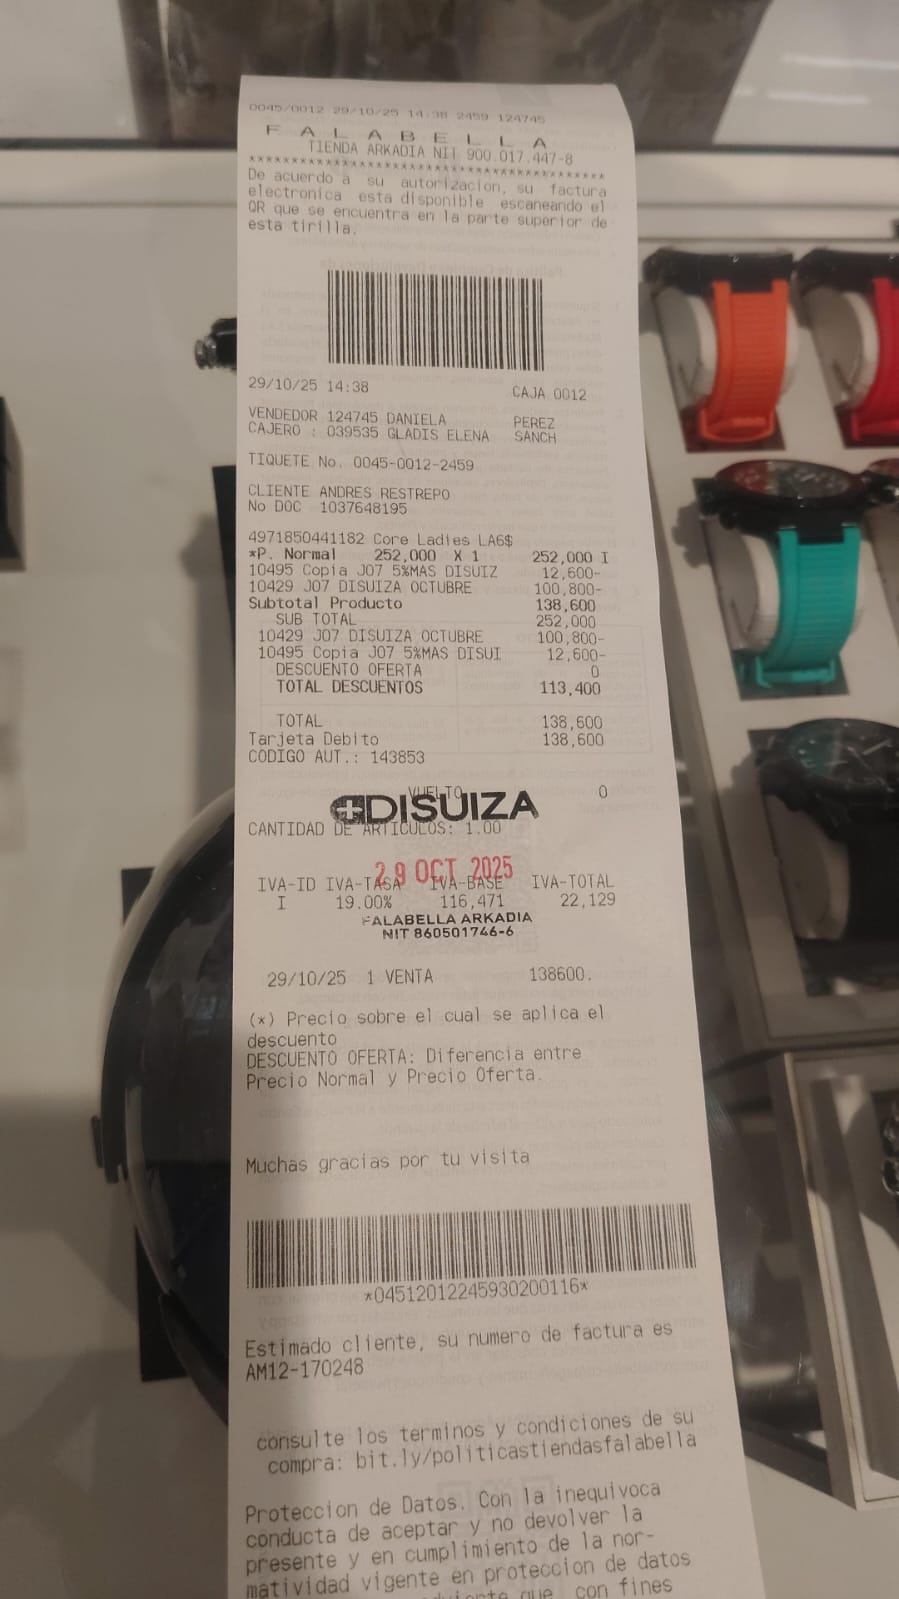 0045/0012 29/10/25 14:38 2459 124745
F A L A B E L L A
TIENDA ARKADIA NIT 900.017.447-8
*******************************************
De acuerdo a su autorizacion, su factura
electronica esta disponible escaneando el
QR que se encuentra en la parte superior de
esta tirilla.
29/10/25 14:38 CAJA 0012
VENDEDOR 124745 DANIELA PEREZ
CAJERO : 039535 GLADIS ELENA SANCH
TIQUETE No. 0045-0012-2459
CLIENTE ANDRES RESTREPO
No DOC 1037648195
4971850441182 Core Ladies LA6$
*P. Normal 252,000 X 1 252,000 I
10495 Copia J07 5%MAS DISUIZ 12,600-
10429 J07 DISUIZA OCTUBRE 100,800-
Subtotal Producto 138,600
SUB TOTAL 252,000
10429 J07 DISUIZA OCTUBRE 100,800-
10495 Copia J07 5%MAS DISUI 12,600-
DESCUENTO OFERTA 0
TOTAL DESCUENTOS 113,400
TOTAL 138,600
Tarjeta Debito 138,600
CODIGO AUT.: 143853
VUELTO 0
DISUIZA
CANTIDAD DE ARTICULOS: 1.00
29 OCT 2025
IVA-ID IVA-TASA IVA-BASE IVA-TOTAL
I 19.00% 116,471 22,129
FALABELLA ARKADIA
NIT 860501746-6
29/10/25 1 VENTA 138600.
(*) Precio sobre el cual se aplica el
descuento
DESCUENTO OFERTA: Diferencia entre
Precio Normal y Precio Oferta.
Muchas gracias por tu visita
*04512012245930200116*
Estimado cliente, su numero de factura es
AM12-170248
consulte los terminos y condiciones de su
compra: bit.ly/politicastiendasfalabella
Proteccion de Datos. Con la inequivoca
conducta de aceptar y no devolver la
presente y en cumplimiento de la nor-
matividad vigente en proteccion de datos
que con fines